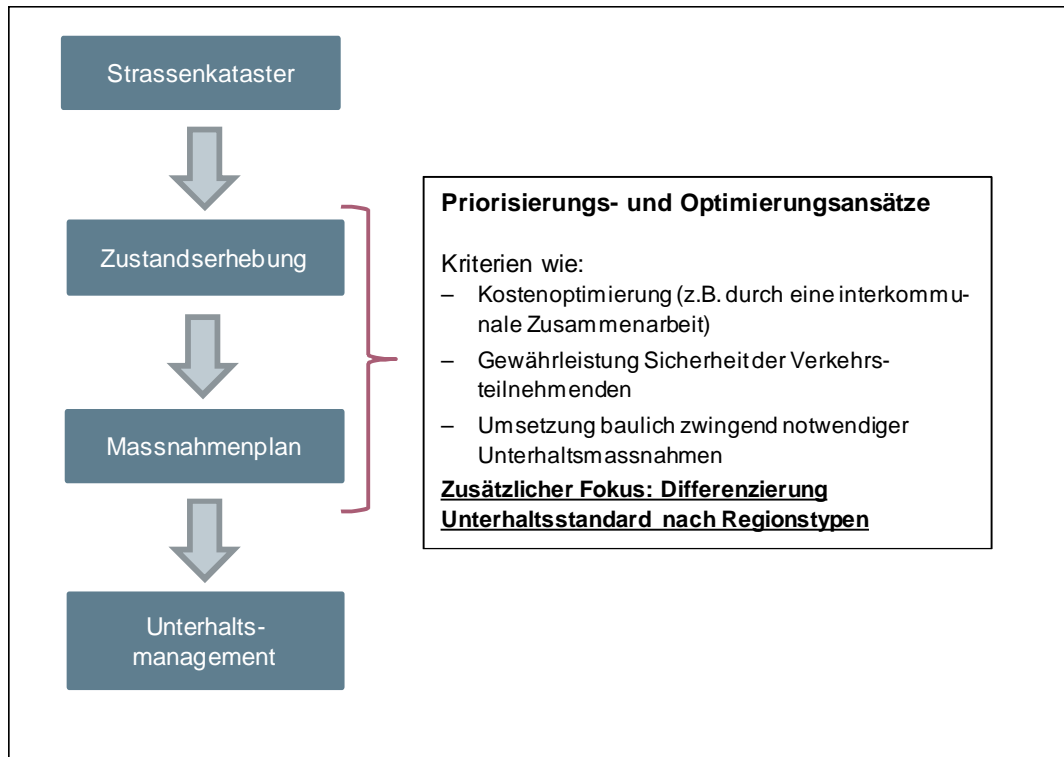 Strassenkataster
Zustandserhebung
Massnahmenplan
Unterhalts-
management
Priorisierungs- und Optimierungsansätze
Kriterien wie:
– Kostenoptimierung (z.B. durch eine interkommu-
nale Zusammenarbeit)
– Gewährleistung Sicherheit der Verkehrs-
teilnehmenden
– Umsetzung baulich zwingend notwendiger
Unterhaltsmassnahmen
Zusätzlicher Fokus: Differenzierung
Unterhaltsstandard nach Regionstypen